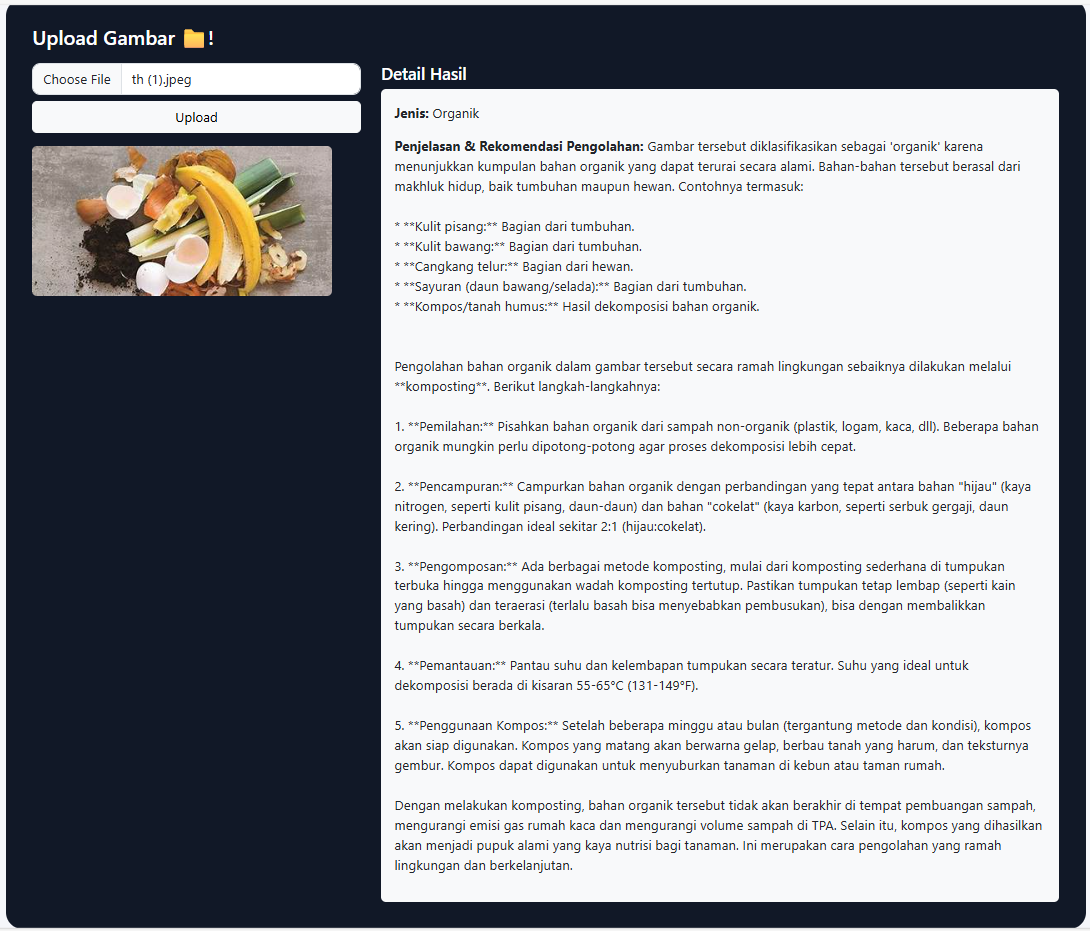 Upload Gambar 📁!
Choose File th (1).jpeg
Upload
Detail Hasil
Jenis: Organik
Penjelasan & Rekomendasi Pengolahan: Gambar tersebut diklasifikasikan sebagai 'organik' karena
menunjukkan kumpulan bahan organik yang dapat terurai secara alami. Bahan-bahan tersebut berasal dari
makhluk hidup, baik tumbuhan maupun hewan. Contohnya termasuk:
* **Kulit pisang:** Bagian dari tumbuhan.
* **Kulit bawang:** Bagian dari tumbuhan.
* **Cangkang telur:** Bagian dari hewan.
* **Sayuran (daun bawang/selada):** Bagian dari tumbuhan.
* **Kompos/tanah humus:** Hasil dekomposisi bahan organik.
Pengolahan bahan organik dalam gambar tersebut secara ramah lingkungan sebaiknya dilakukan melalui
**komposting**. Berikut langkah-langkahnya:
1. **Pemilahan:** Pisahkan bahan organik dari sampah non-organik (plastik, logam, kaca, dll). Beberapa bahan
organik mungkin perlu dipotong-potong agar proses dekomposisi lebih cepat.
2. **Pencampuran:** Campurkan bahan organik dengan perbandingan yang tepat antara bahan "hijau" (kaya
nitrogen, seperti kulit pisang, daun-daun) dan bahan "cokelat" (kaya karbon, seperti serbuk gergaji, daun
kering). Perbandingan ideal sekitar 2:1 (hijau:cokelat).
3. **Pengomposan:** Ada berbagai metode komposting, mulai dari komposting sederhana di tumpukan
terbuka hingga menggunakan wadah komposting tertutup. Pastikan tumpukan tetap lembap (seperti kain
yang basah) dan teraerasi (terlalu basah bisa menyebabkan pembusukan), bisa dengan membalikkan
tumpukan secara berkala.
4. **Pemantauan:** Pantau suhu dan kelembapan tumpukan secara teratur. Suhu yang ideal untuk
dekomposisi berada di kisaran 55-65°C (131-149°F).
5. **Penggunaan Kompos:** Setelah beberapa minggu atau bulan (tergantung metode dan kondisi), kompos
akan siap digunakan. Kompos yang matang akan berwarna gelap, berbau tanah yang harum, dan teksturnya
gembur. Kompos dapat digunakan untuk menyuburkan tanaman di kebun atau taman rumah.
Dengan melakukan komposting, bahan organik tersebut tidak akan berakhir di tempat pembuangan sampah,
mengurangi emisi gas rumah kaca dan mengurangi volume sampah di TPA. Selain itu, kompos yang dihasilkan
akan menjadi pupuk alami yang kaya nutrisi bagi tanaman. Ini merupakan cara pengolahan yang ramah
lingkungan dan berkelanjutan.